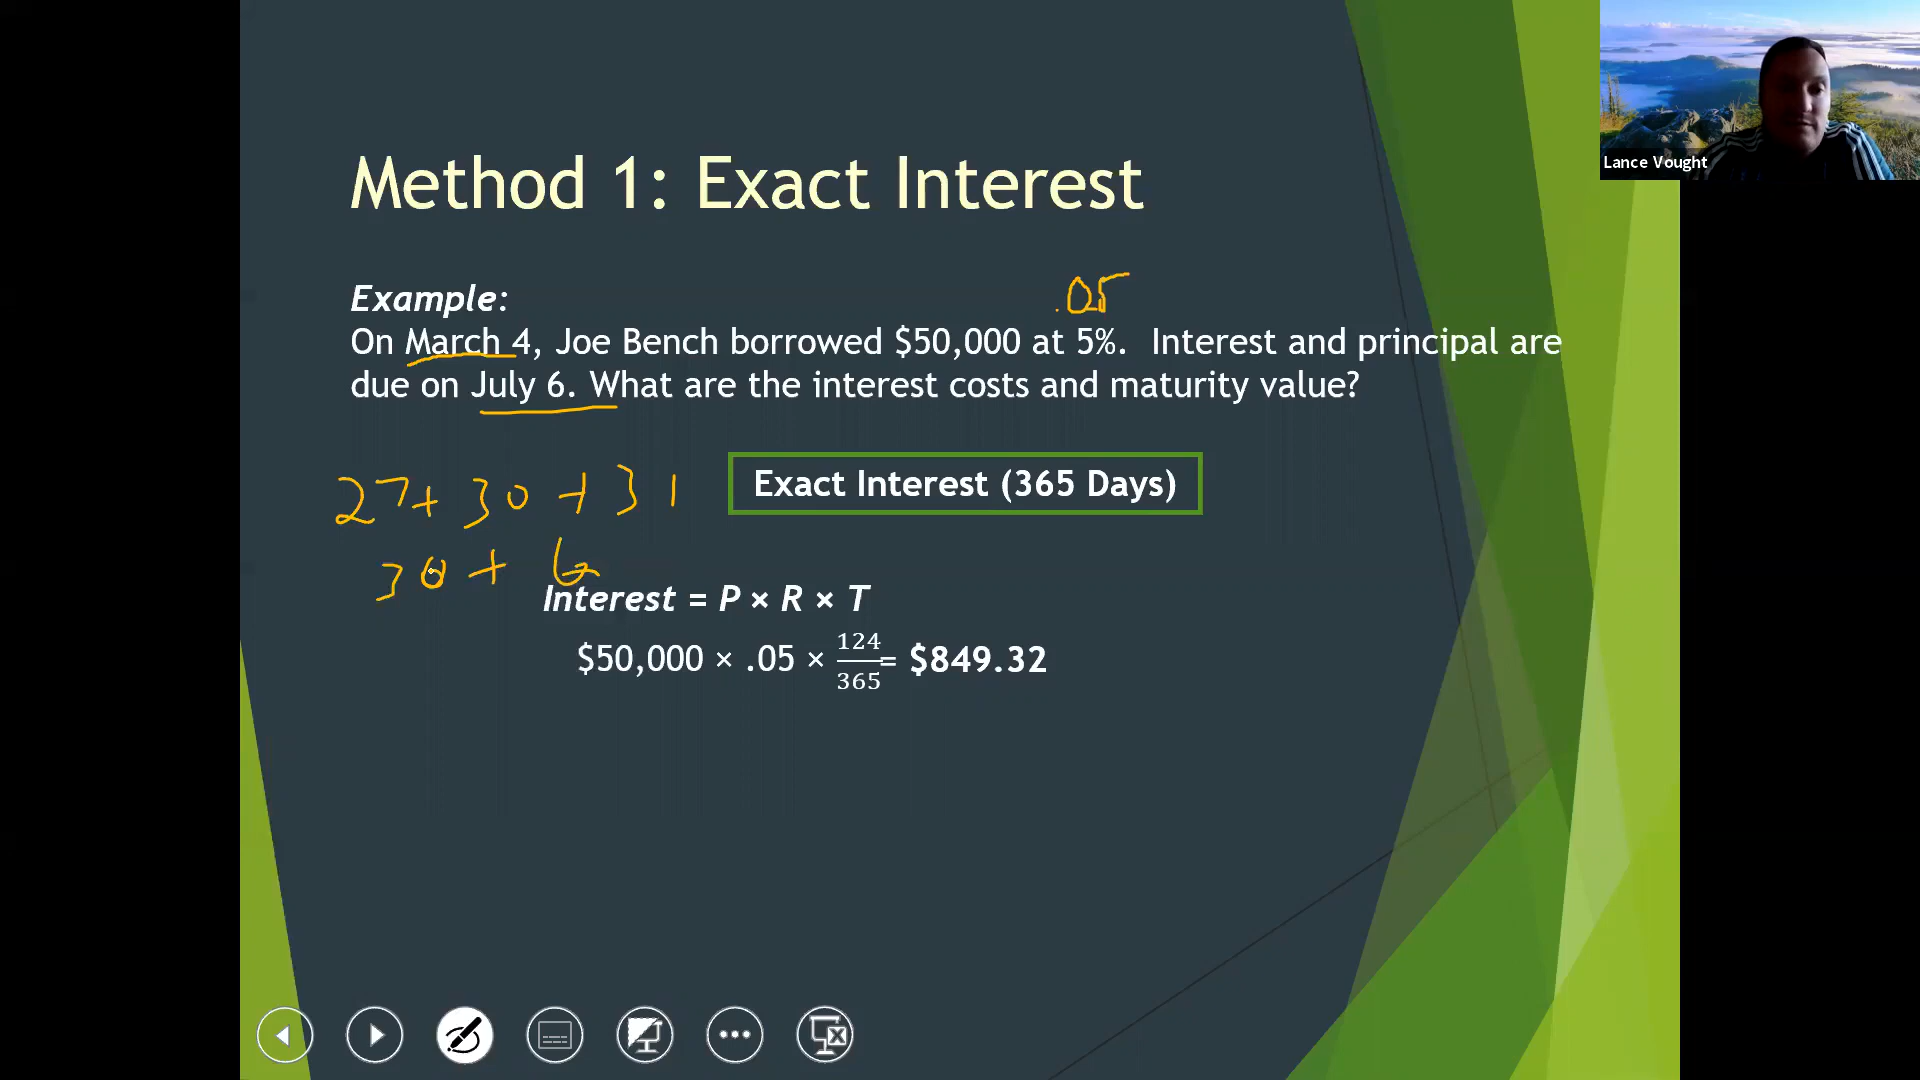 Lance Vought
Method 1: Exact Interest
Example:
.05
On March 4, Joe Bench borrowed $50,000 at 5%. Interest and principal are
due on July 6. What are the interest costs and maturity value?
27 + 30 + 31
Exact Interest (365 Days)
30 + 6
Interest = P × R × T
$50,000 × .05 × 124/365 = $849.32